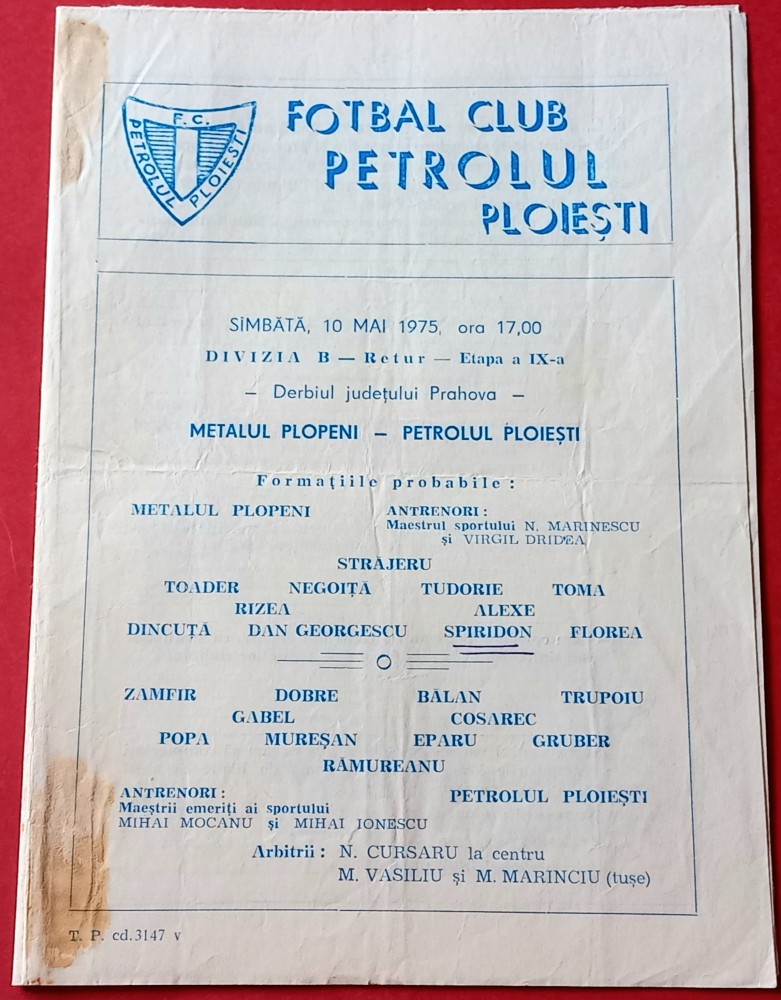 F. C.
PETROLUL PLOIESTI
FOTBAL CLUB
PETROLUL
PLOIEȘTI
SÎMBĂTĂ, 10 MAI 1975, ora 17,00
DIVIZIA B — Retur — Etapa a IX-a
— Derbiul județului Prahova —
METALUL PLOPENI — PETROLUL PLOIEȘTI
Formațiile probabile :
METALUL PLOPENI
ANTRENORI :
Maestrul sportului N. MARINESCU
și VIRGIL DRIDEA
STRĂJERU
TOADER NEGOIȚĂ TUDORIE TOMA
RIZEA ALEXE
DINCUȚĂ DAN GEORGESCU SPIRIDON FLOREA
ZAMFIR DOBRE BĂLAN TRUPOIU
GABEL COSAREC
POPA MUREȘAN EPARU GRUBER
RĂMUREANU
ANTRENORI :
Maeștrii emeriți ai sportului
MIHAI MOCANU și MIHAI IONESCU
PETROLUL PLOIEȘTI
Arbitrii : N. CURSARU la centru
M. VASILIU și M. MARINCIU (tușe)
T. P. cd.3147 v